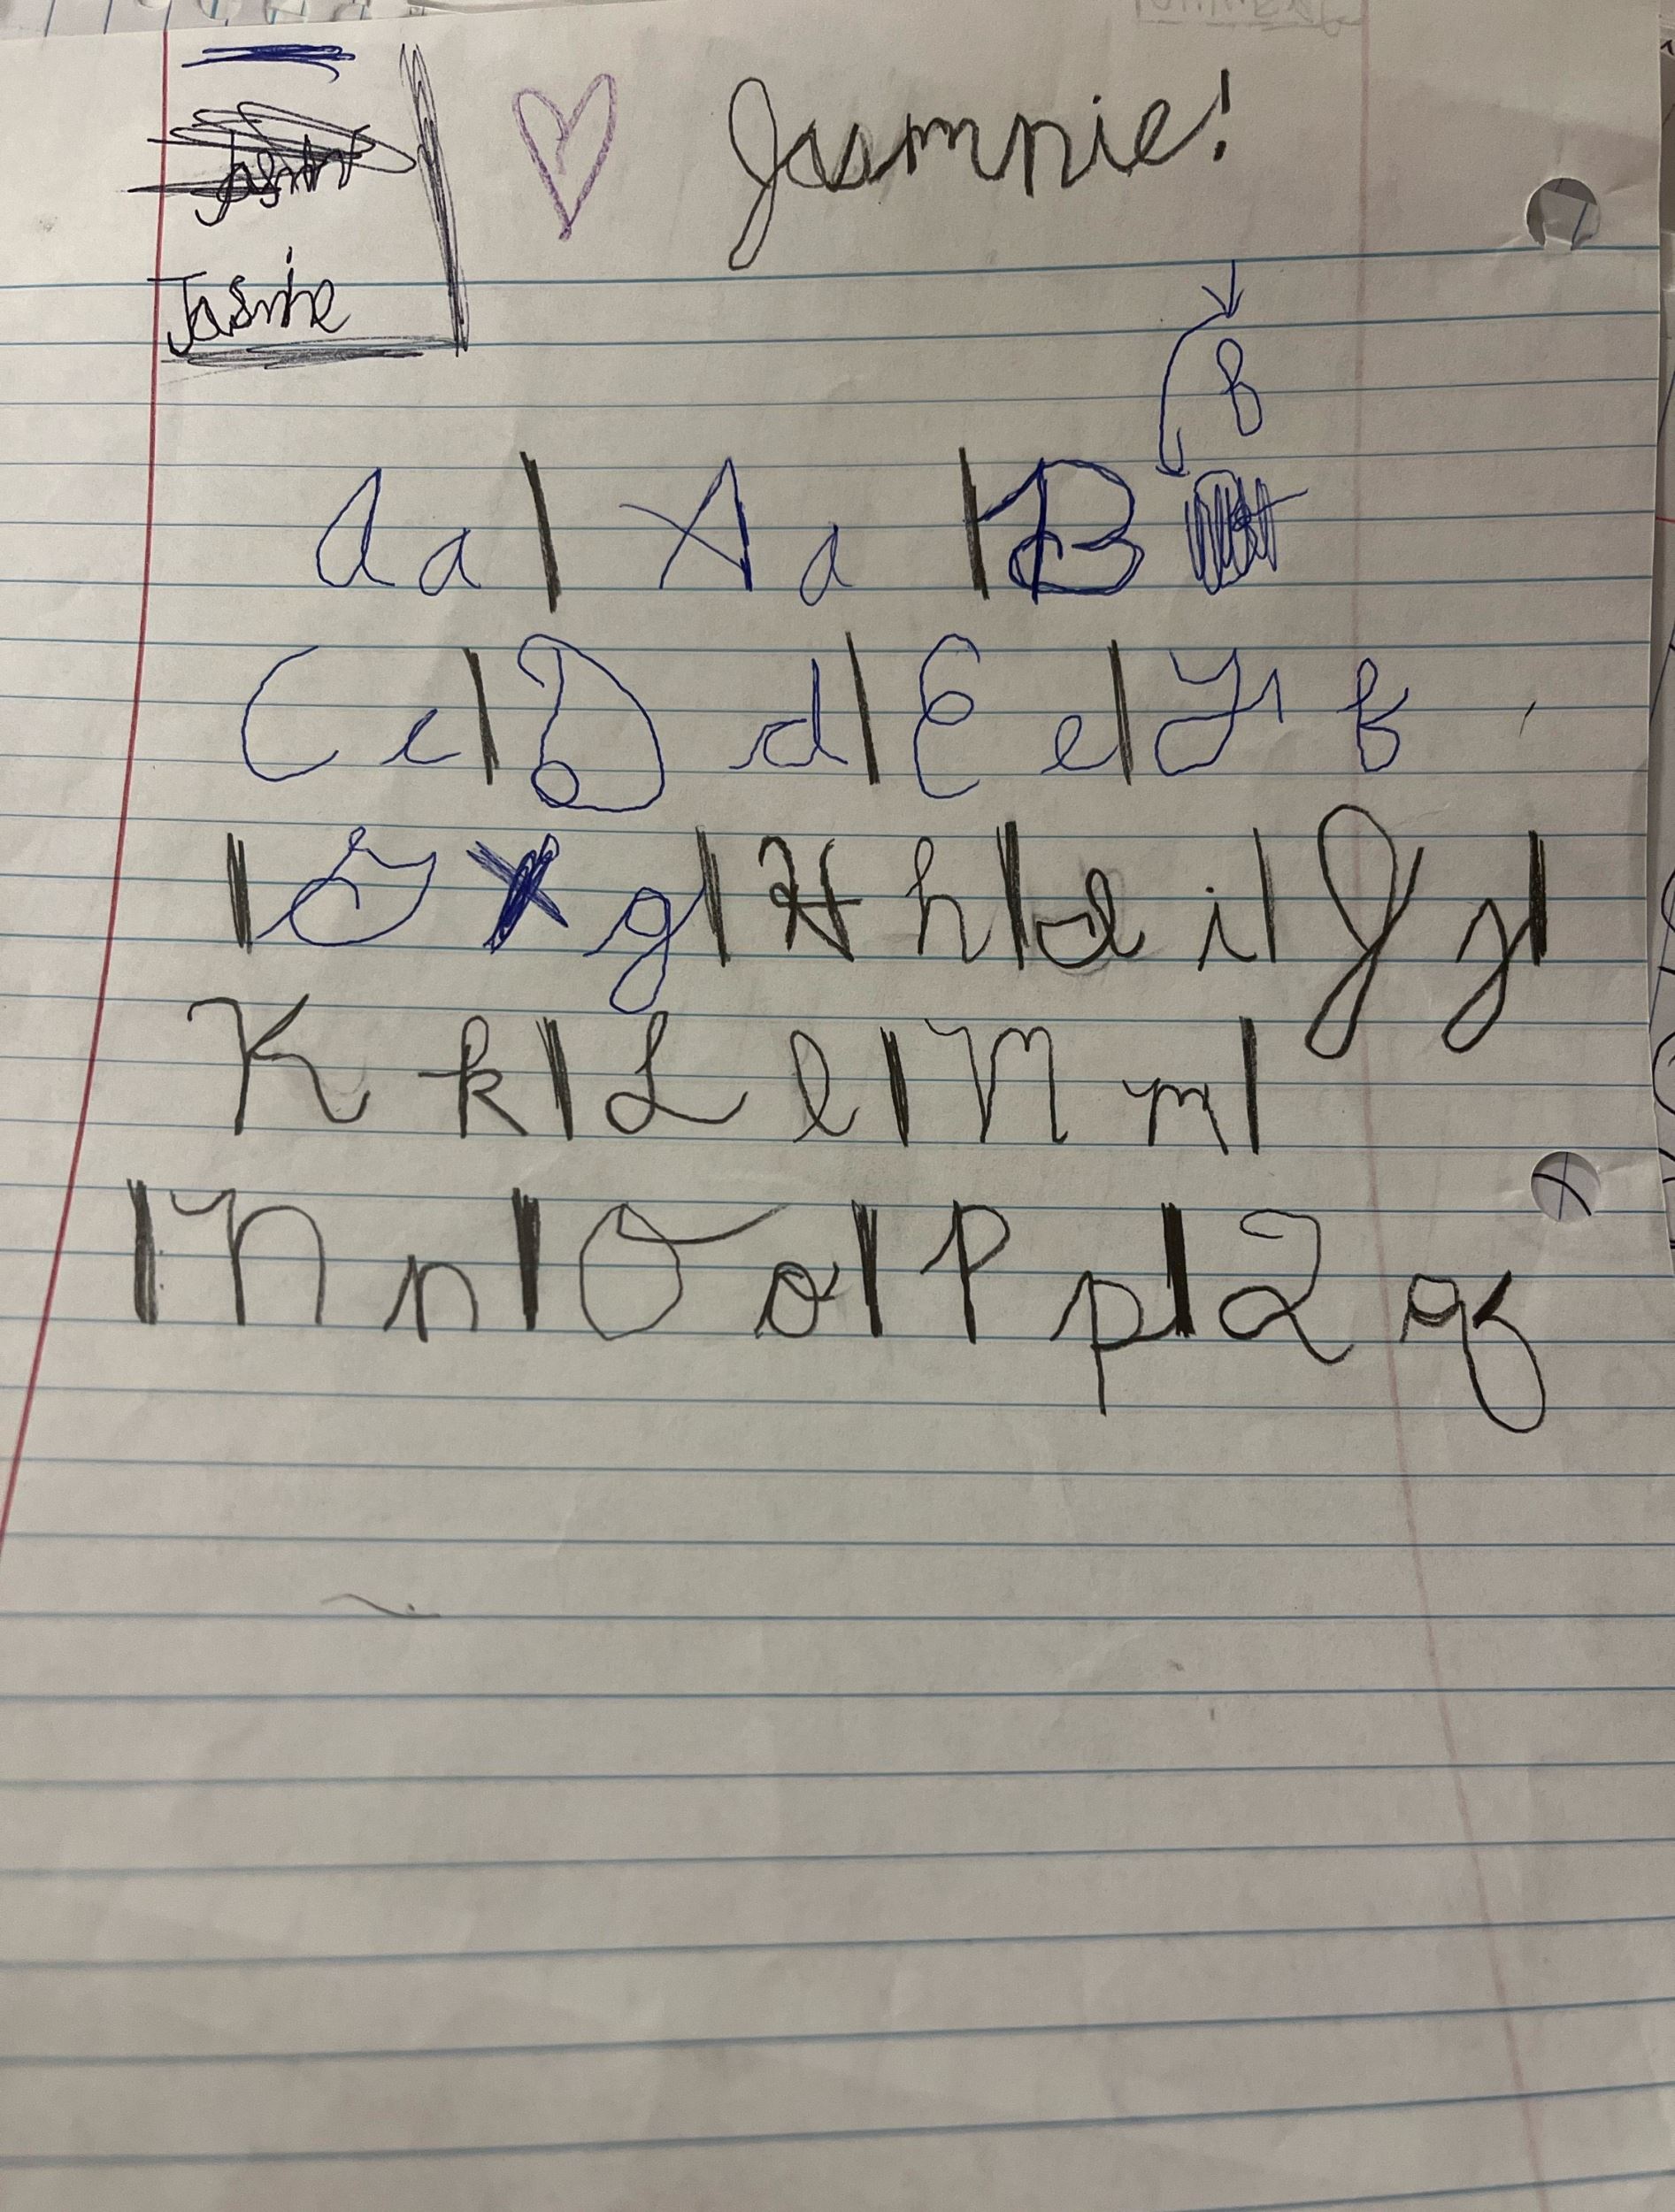 Jasmnie!
Jasmine
b
A a | A a | B
C c | D d | E e | F f
| G g | H h | I i | J j |
K k | L l | M m |
| N n | O o | P p | Q q